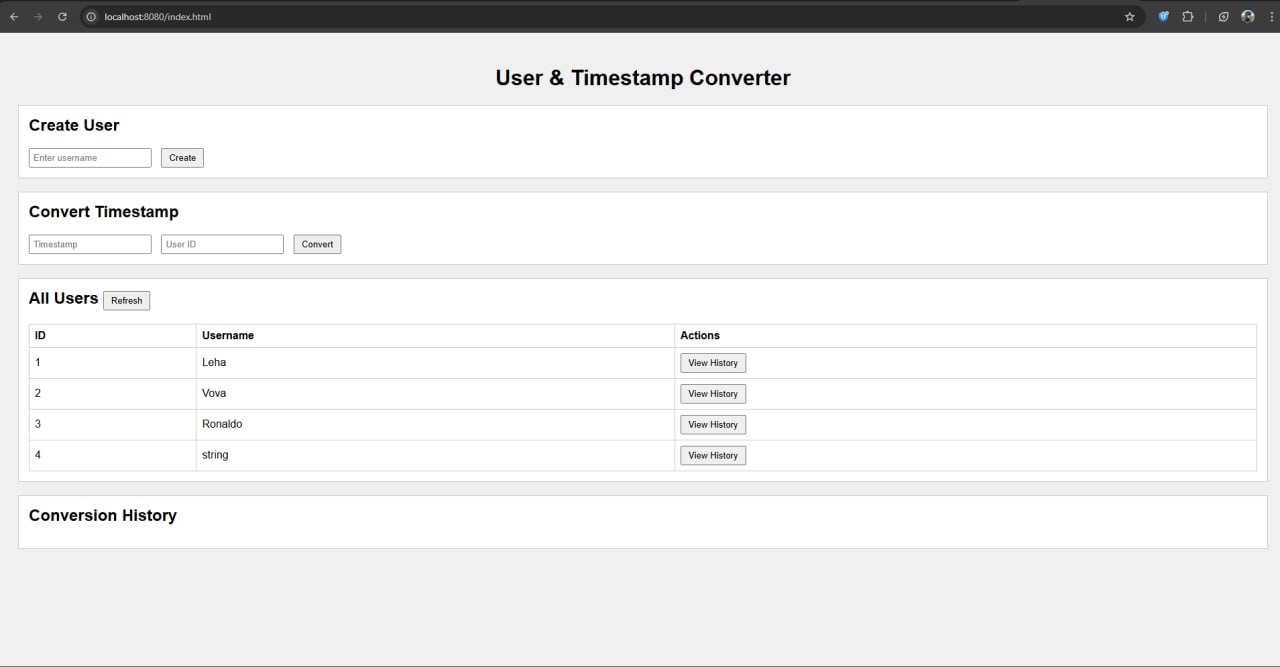 localhost:8080/index.html
User & Timestamp Converter
Create User
Enter username Create
Convert Timestamp
Timestamp User ID Convert
All Users Refresh
ID Username Actions
1 Leha View History
2 Vova View History
3 Ronaldo View History
4 string View History
Conversion History